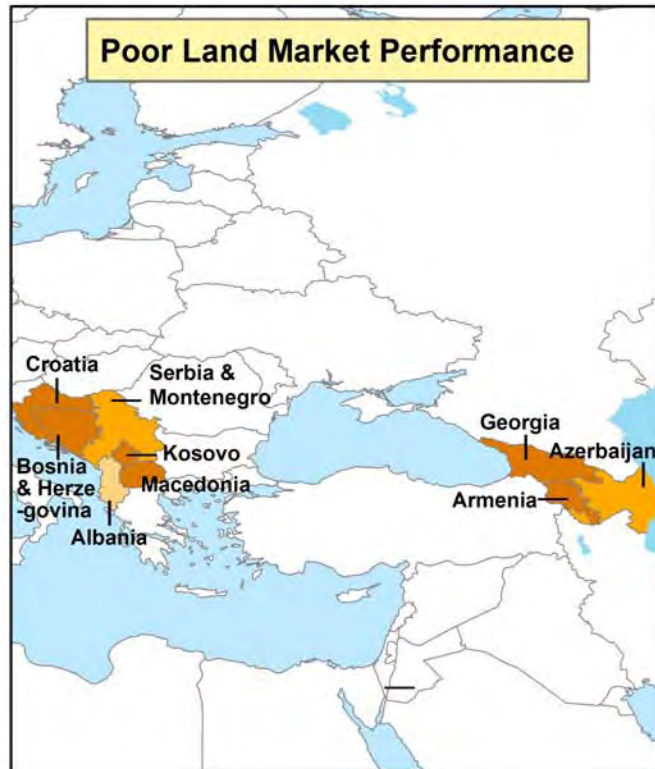 Poor Land Market Performance
Croatia
Serbia &
Montenegro
Kosovo
Bosnia
& Herze
-govina
Macedonia
Albania
Georgia
Azerbaijan
Armenia